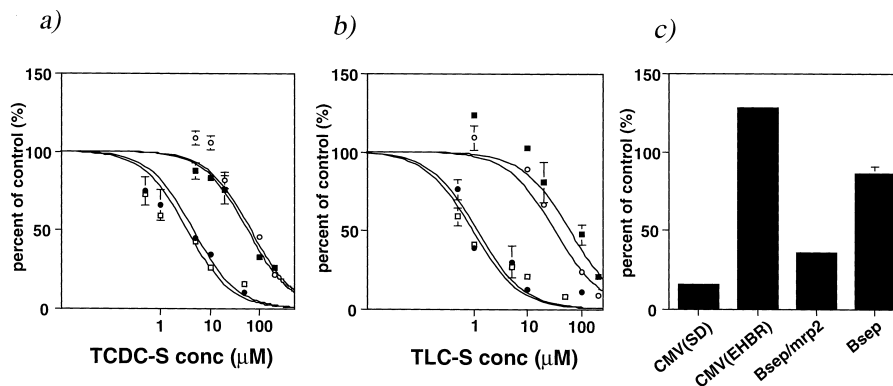 a)
150
100
50
0
percent of control (%)
1
10
100
TCDC-S conc (μM)
b)
150
100
50
0
percent of control (%)
1
10
100
TLC-S conc (μM)
c)
150
100
50
0
percent of control (%)
CMV(SD)
CMV(EHBR)
Bsep/mrp2
Bsep